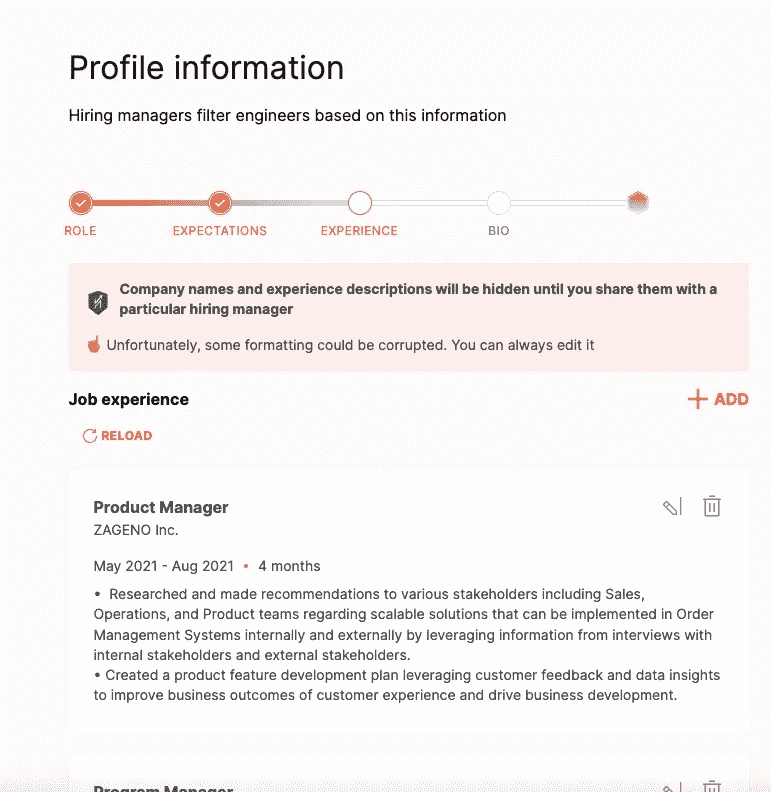 Profile information
Hiring managers filter engineers based on this information
ROLE EXPECTATIONS EXPERIENCE BIO
Company names and experience descriptions will be hidden until you share them with a
particular hiring manager
Unfortunately, some formatting could be corrupted. You can always edit it
Job experience
ADD
RELOAD
Product Manager
ZAGENO Inc.
May 2021 - Aug 2021 • 4 months
• Researched and made recommendations to various stakeholders including Sales,
Operations, and Product teams regarding scalable solutions that can be implemented in Order
Management Systems internally and externally by leveraging information from interviews with
internal stakeholders and external stakeholders.
• Created a product feature development plan leveraging customer feedback and data insights
to improve business outcomes of customer experience and drive business development.
Program Manager